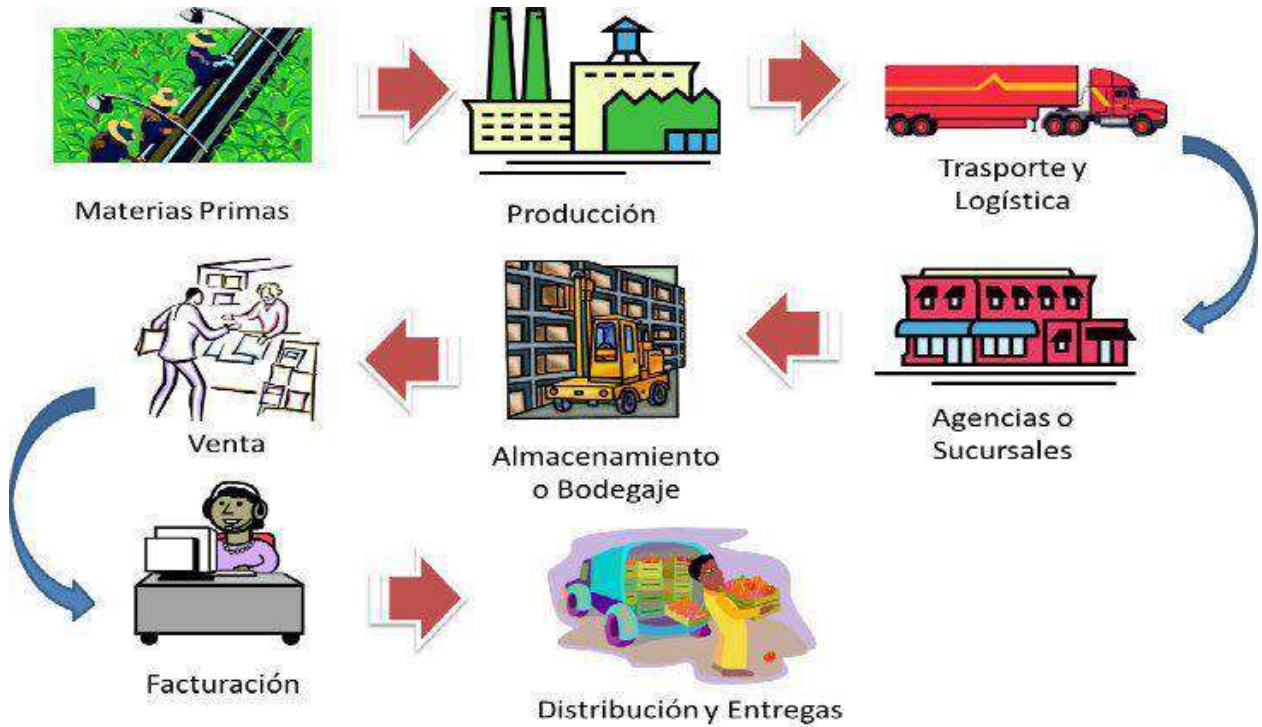 Materias Primas
Producción
Trasporte y
Logística
Venta
Almacenamiento
o Bodegaje
Agencias o
Sucursales
Facturación
Distribución y Entregas